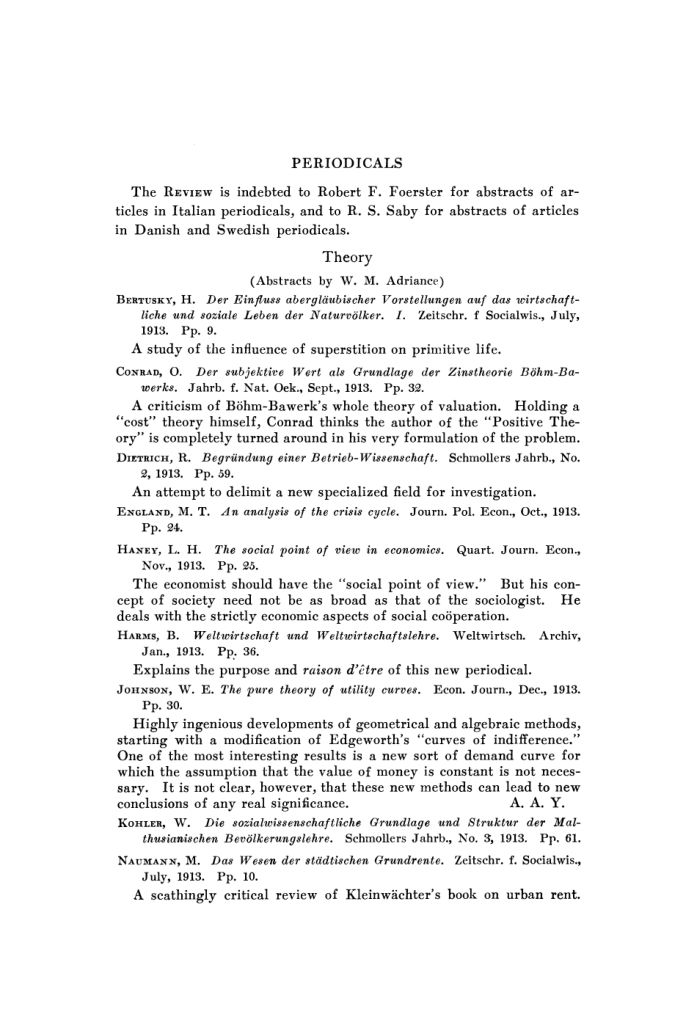 PERIODICALS
The Review is indebted to Robert F. Foerster for abstracts of ar-
ticles in Italian periodicals, and to R. S. Saby for abstracts of articles
in Danish and Swedish periodicals.
Theory
(Abstracts by W. M. Adriance)
Bertusky, H. Der Einfluss abergläubischer Vorstellungen auf das wirtschaft-
liche und soziale Leben der Naturvölker. I. Zeitschr. f Socialwis., July,
1913. Pp. 9.
A study of the influence of superstition on primitive life.
Conrad, O. Der subjektive Wert als Grundlage der Zinstheorie Böhm-Ba-
werks. Jahrb. f. Nat. Oek., Sept., 1913. Pp. 32.
A criticism of Böhm-Bawerk's whole theory of valuation. Holding a
"cost" theory himself, Conrad thinks the author of the "Positive The-
ory" is completely turned around in his very formulation of the problem.
Dietrich, R. Begründung einer Betrieb-Wissenschaft. Schmollers Jahrb., No.
2, 1913. Pp. 59.
An attempt to delimit a new specialized field for investigation.
England, M. T. An analysis of the crisis cycle. Journ. Pol. Econ., Oct., 1913.
Pp. 24.
Haney, L. H. The social point of view in economics. Quart. Journ. Econ.,
Nov., 1913. Pp. 25.
The economist should have the "social point of view." But his con-
cept of society need not be as broad as that of the sociologist. He
deals with the strictly economic aspects of social coöperation.
Harms, B. Weltwirtschaft und Weltwirtschaftslehre. Weltwirtsch. Archiv,
Jan., 1913. Pp. 36.
Explains the purpose and raison d'être of this new periodical.
Johnson, W. E. The pure theory of utility curves. Econ. Journ., Dec., 1913.
Pp. 30.
Highly ingenious developments of geometrical and algebraic methods,
starting with a modification of Edgeworth's "curves of indifference."
One of the most interesting results is a new sort of demand curve for
which the assumption that the value of money is constant is not neces-
sary. It is not clear, however, that these new methods can lead to new
conclusions of any real significance. A. A. Y.
Kohler, W. Die sozialwissenschaftliche Grundlage und Struktur der Mal-
thusianischen Bevölkerungslehre. Schmollers Jahrb., No. 3, 1913. Pp. 61.
Naumann, M. Das Wesen der städtischen Grundrente. Zeitschr. f. Socialwis.,
July, 1913. Pp. 10.
A scathingly critical review of Kleinwächter's book on urban rent.